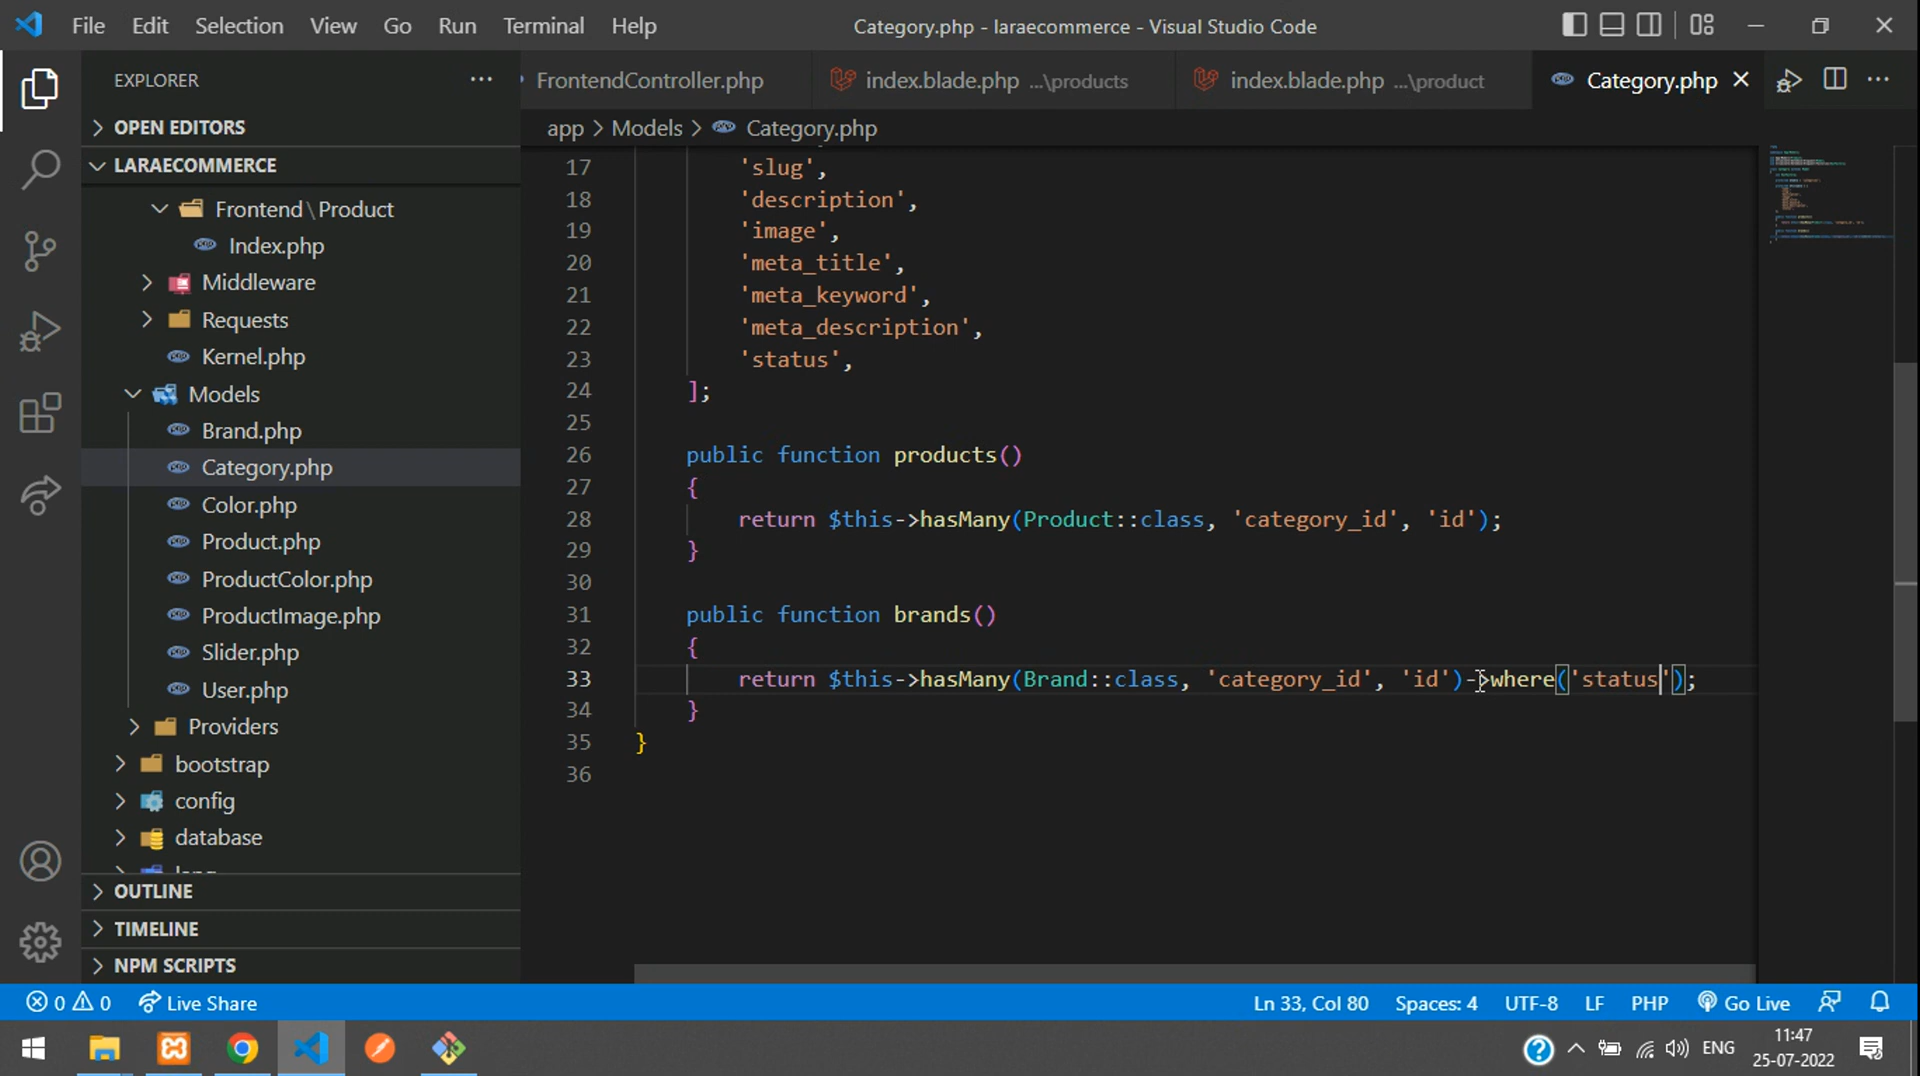 File Edit Selection View Go Run Terminal Help Category.php - laraecommerce - Visual Studio Code
EXPLORER
FrontendController.php index.blade.php ...\products index.blade.php ...\product Category.php
OPEN EDITORS
app > Models > Category.php
LARAECOMMERCE
Frontend\Product
Index.php
Middleware
Requests
Kernel.php
Models
Brand.php
Category.php
Color.php
Product.php
ProductColor.php
ProductImage.php
Slider.php
User.php
Providers
bootstrap
config
database
OUTLINE
TIMELINE
NPM SCRIPTS
17 'slug',
18 'description',
19 'image',
20 'meta_title',
21 'meta_keyword',
22 'meta_description',
23 'status',
24 ];
25
26 public function products()
27 {
28 return $this->hasMany(Product::class, 'category_id', 'id');
29 }
30
31 public function brands()
32 {
33 return $this->hasMany(Brand::class, 'category_id', 'id')->where('status');
34 }
35 }
36
0 0 Live Share Ln 33, Col 80 Spaces: 4 UTF-8 LF PHP Go Live
ENG 11:47
25-07-2022